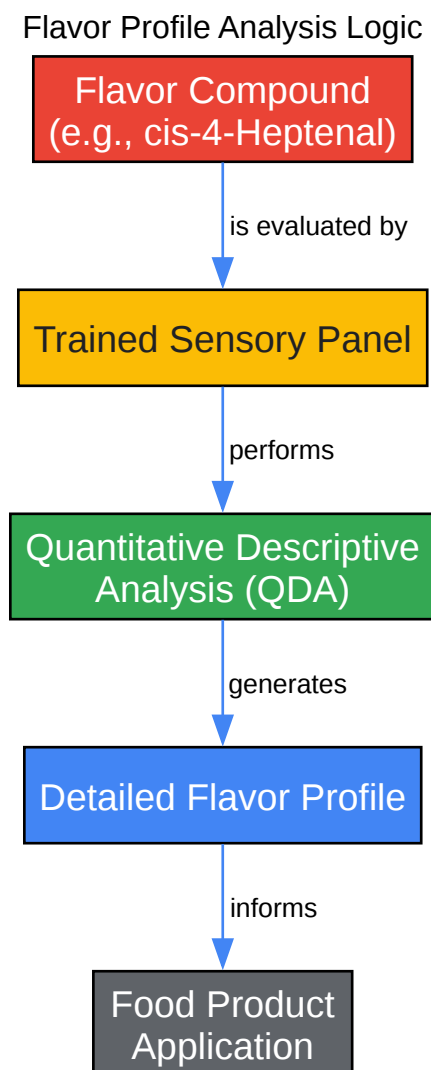 Flavor Profile Analysis Logic
Flavor Compound
(e.g., cis-4-Heptenal)
is evaluated by
Trained Sensory Panel
performs
Quantitative Descriptive
Analysis (QDA)
generates
Detailed Flavor Profile
informs
Food Product
Application